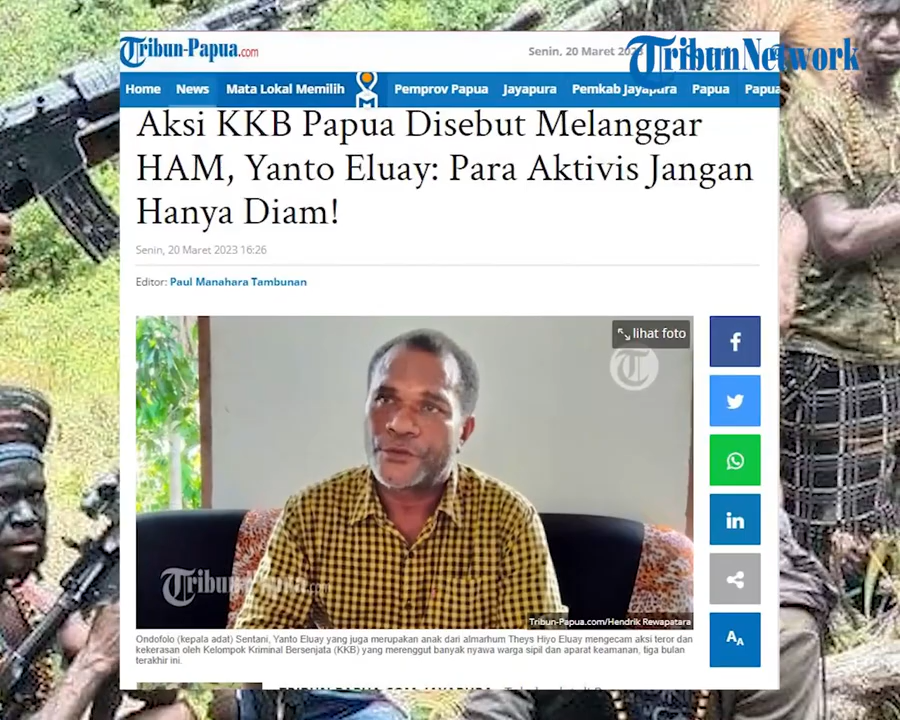 Tribun-Papua.com
Senin, 20 Maret 2023
TribunNetwork
Home News Mata Lokal Memilih Pemprov Papua Jayapura Pemkab Jayapura Papua Papua
Aksi KKB Papua Disebut Melanggar
HAM, Yanto Eluay: Para Aktivis Jangan
Hanya Diam!
Senin, 20 Maret 2023 16:26
Editor: Paul Manahara Tambunan
lihat foto
Tribun-Papua.com
Tribun-Papua.com/Hendrik Rewapatara
Ondofolo (kepala adat) Sentani, Yanto Eluay yang juga merupakan anak dari almarhum Theys Hiyo Eluay mengecam aksi teror dan
kekerasan oleh Kelompok Kriminal Bersenjata (KKB) yang merenggut banyak nyawa warga sipil dan aparat keamanan, tiga bulan
terakhir ini.